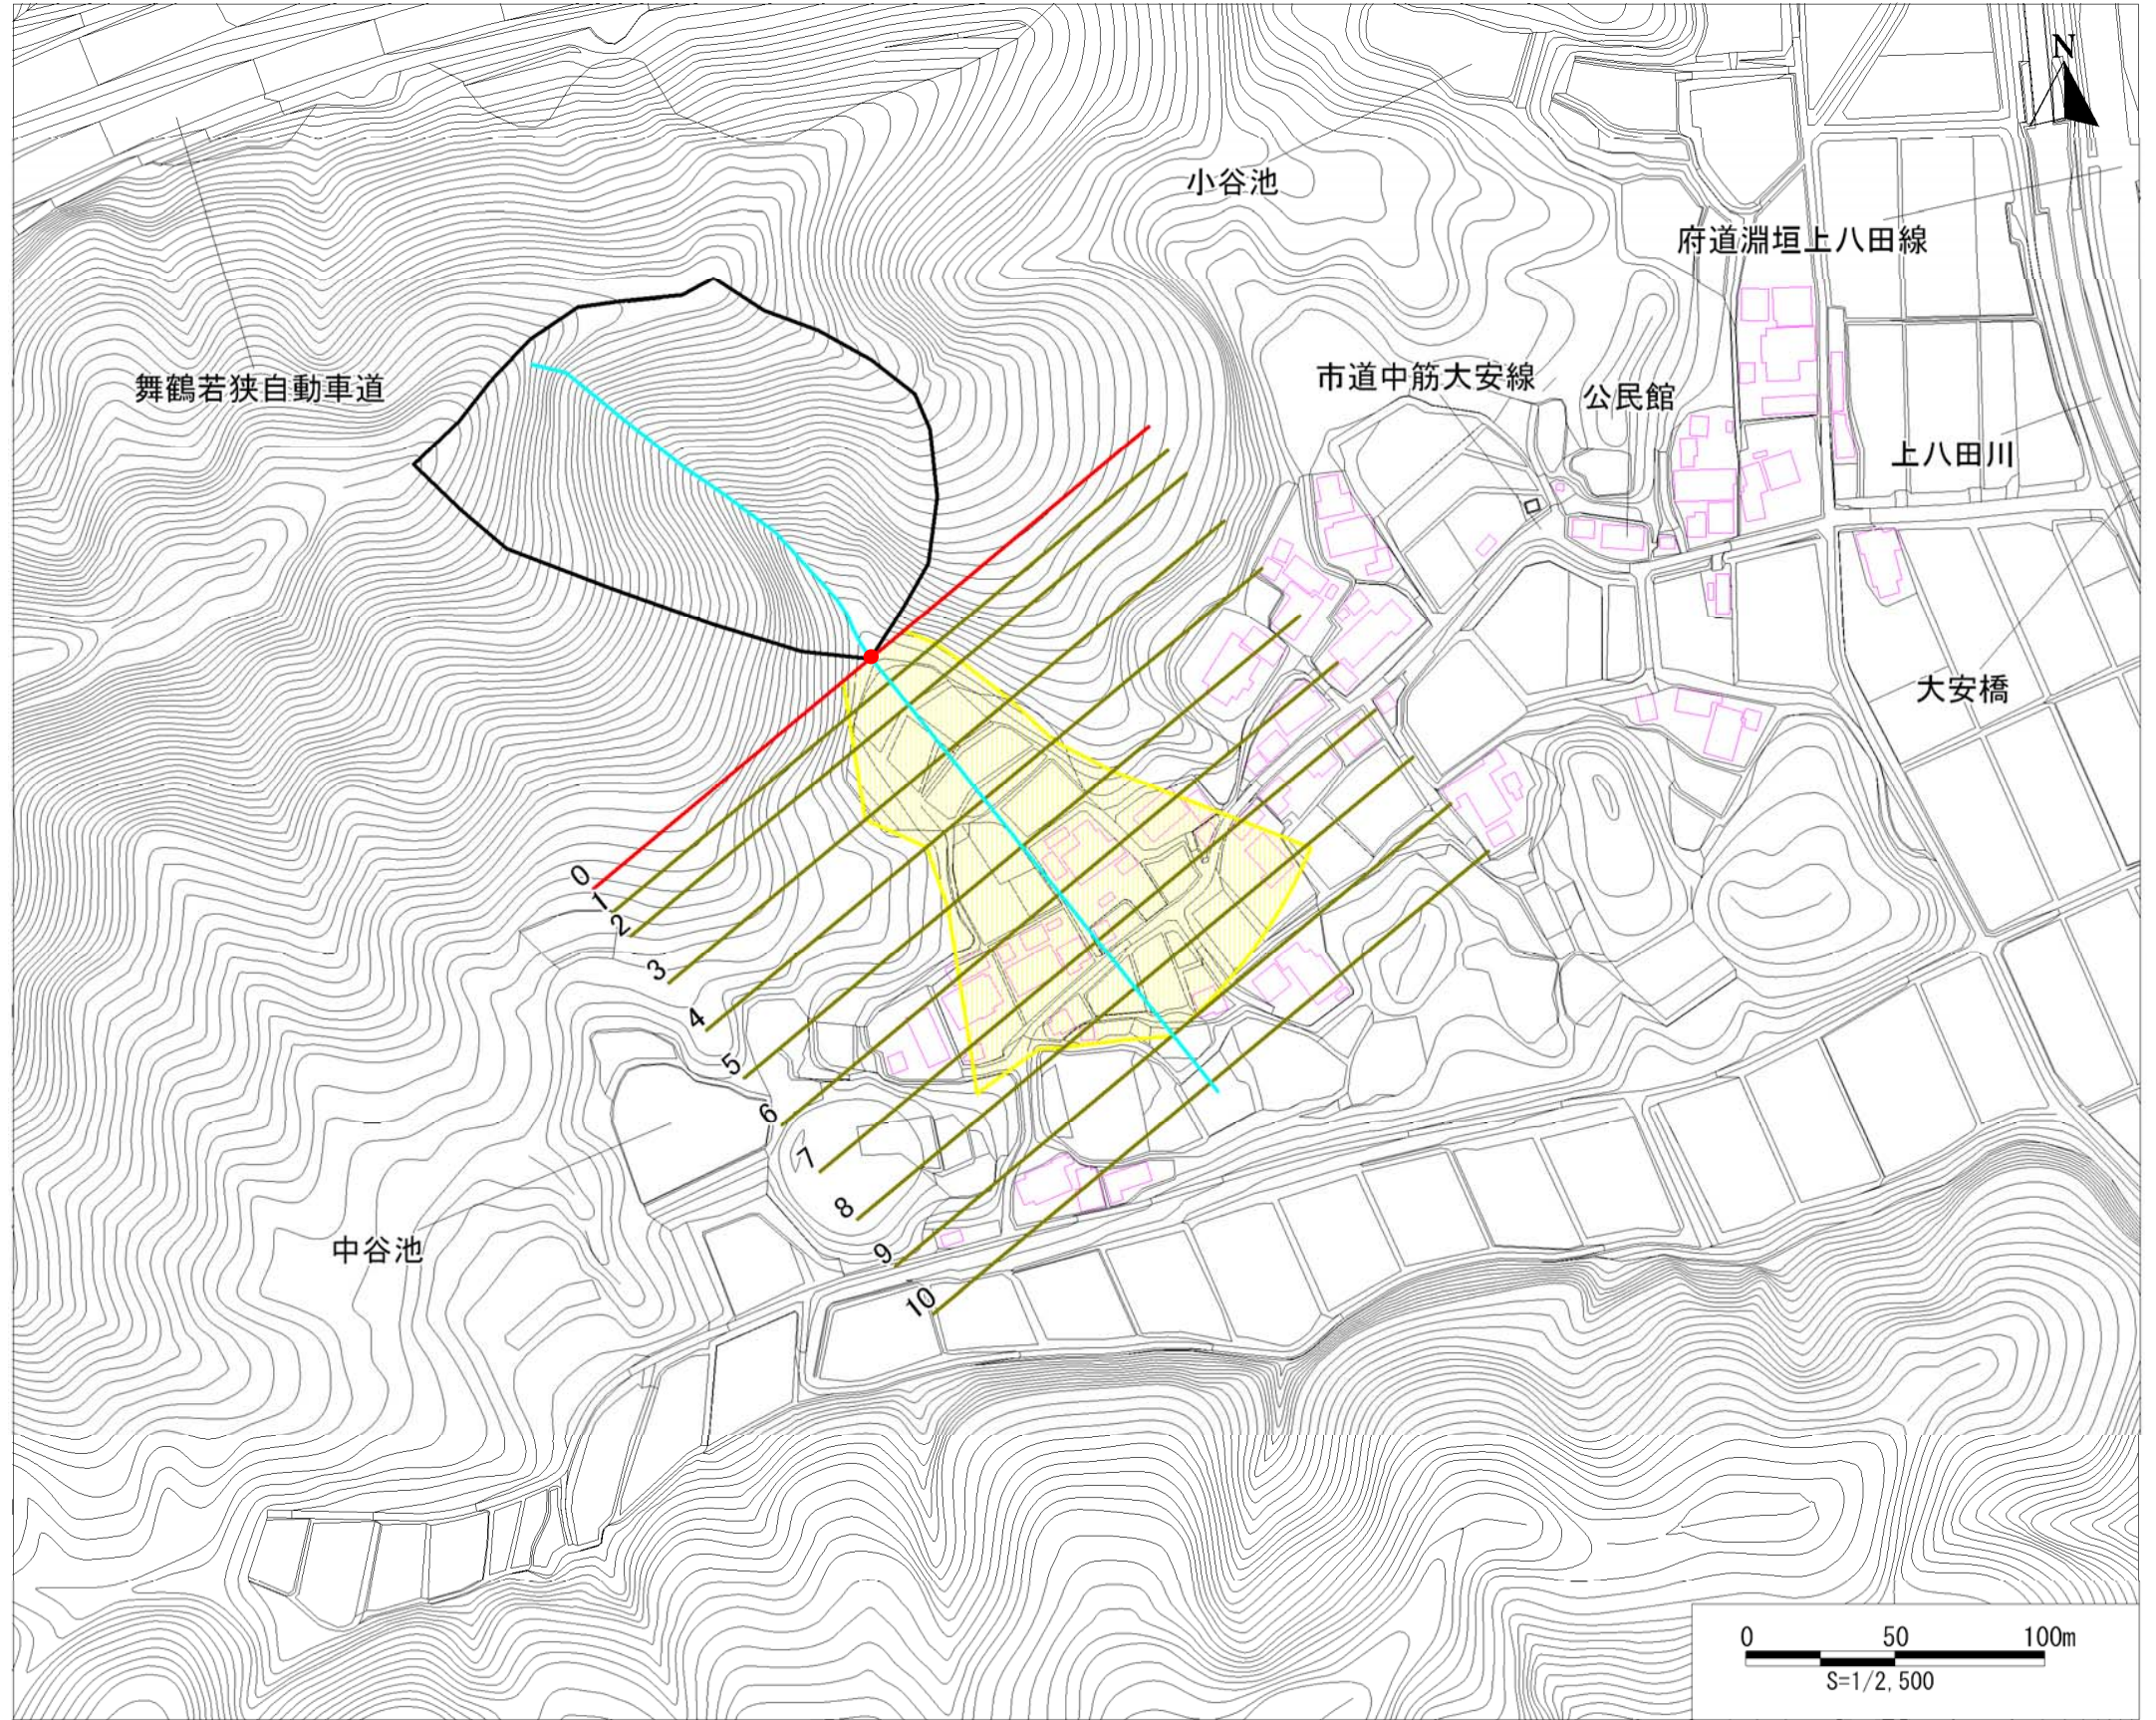 N
小谷池
府道淵垣上八田線
市道中筋大安線
舞鶴若狭自動車道
公民館
上八田川
大安橋
0
1
2
3
4
5
6
7
8
9
10
中谷池
0 50 100m
S=1/2,500